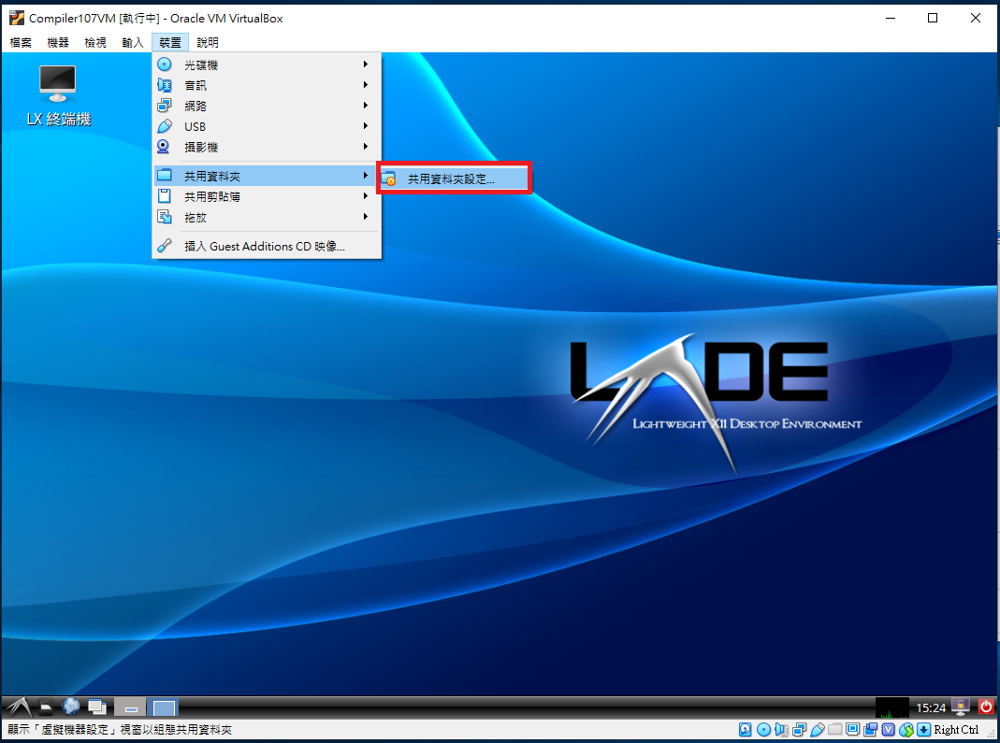 Compiler107VM [執行中] - Oracle VM VirtualBox
檔案 機器 檢視 輸入 裝置 說明
光碟機
音訊
網路
USB
攝影機
共用資料夾
共用資料夾設定...
共用剪貼簿
拖放
插入 Guest Additions CD 映像...
LX 終端機
LXDE
Lightweight X11 Desktop Environment
15:24
顯示「虛擬機器設定」視窗以組態共用資料夾
Right Ctrl